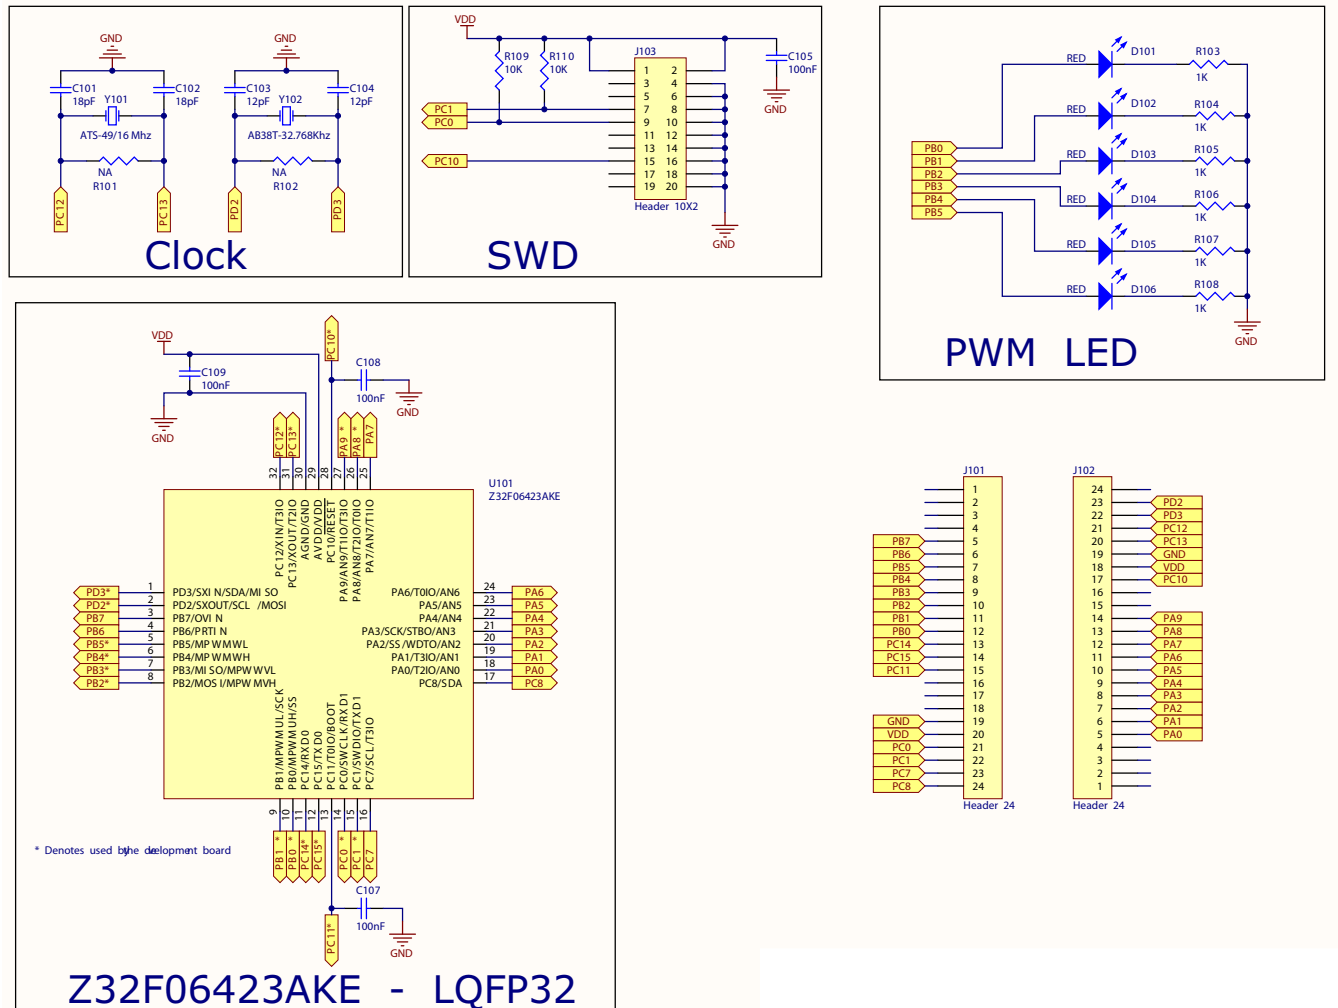 GND
GND
C101
18pF
Y101
C102
18pF
ATS-49/16 Mhz
NA
R101
PC12
PC13
C103
12pF
Y102
C104
12pF
AB38T-32.768Khz
NA
R102
PD2
PD3
Clock
VDD
R109
10K
R110
10K
J103
C105
100nF
GND
1 2
3 4
5 6
7 8
9 10
11 12
13 14
15 16
17 18
19 20
PC1
PC0
PC10
Header 10X2
GND
SWD
PB0
PB1
PB2
PB3
PB4
PB5
RED D101 R103
1K
RED D102 R104
1K
RED D103 R105
1K
RED D104 R106
1K
RED D105 R107
1K
RED D106 R108
1K
GND
PWM LED
VDD
C109
100nF
GND
PC10*
C108
100nF
GND
PC12*
PC13*
PA9 *
PA8 *
PA7
32
31
30
29
28
27
26
25
U101
Z32F06423AKE
PC12/XIN/T3IO
PC13/XOUT/T2IO
AGND/GND
AVDD/VDD
PC10/RESET
PA9/AN9/T1IO/T3IO
PA8/AN8/T2IO/T0IO
PA7/AN7/T1IO
PD3* 1 PD3/SXI N/SDA/MI SO
PD2* 2 PD2/SXOUT/SCL /MOSI
PB7 3 PB7/OVI N
PB6 4 PB6/PRTI N
PB5* 5 PB5/MPWMWL
PB4* 6 PB4/MPWMWH
PB3* 7 PB3/MI SO/MPWWVL
PB2* 8 PB2/MOS I/MPW MVH
PA6/T0IO/AN6 24 PA6
PA5/AN5 23 PA5
PA4/AN4 22 PA4
PA3/SCK/STBO/AN3 21 PA3
PA2/SS/WDTO/AN2 20 PA2
PA1/T3IO/AN1 19 PA1
PA0/T2IO/AN0 18 PA0
PC8/SDA 17 PC8
PB1/MPWMUL/SCK
PB0/MPWMUH/SS
PC14/RXD0
PC15/TXD0
PC11/T0IO/BOOT
PC0/SWCLK/RXD1
PC1/SWDIO/TXD1
PC7/SCL/T3IO
9
10
11
12
13
14
15
16
PB1 *
PB0 *
PC14*
PC15*
PC0 *
PC1 *
PC7
C107
100nF
GND
PC11*
Z32F06423AKE - LQFP32
J101
1
2
3
4
PB7 5
PB6 6
PB5 7
PB4 8
PB3 9
PB2 10
PB1 11
PB0 12
PC14 13
PC15 14
PC11 15
16
17
18
GND 19
VDD 20
PC0 21
PC1 22
PC7 23
PC8 24
Header 24
J102
24
23 PD2
22 PD3
21 PC12
20 PC13
19 GND
18 VDD
17 PC10
16
15
14 PA9
13 PA8
12 PA7
11 PA6
10 PA5
9 PA4
8 PA3
7 PA2
6 PA1
5 PA0
4
3
2
1
Header 24
* Denotes used by the development board